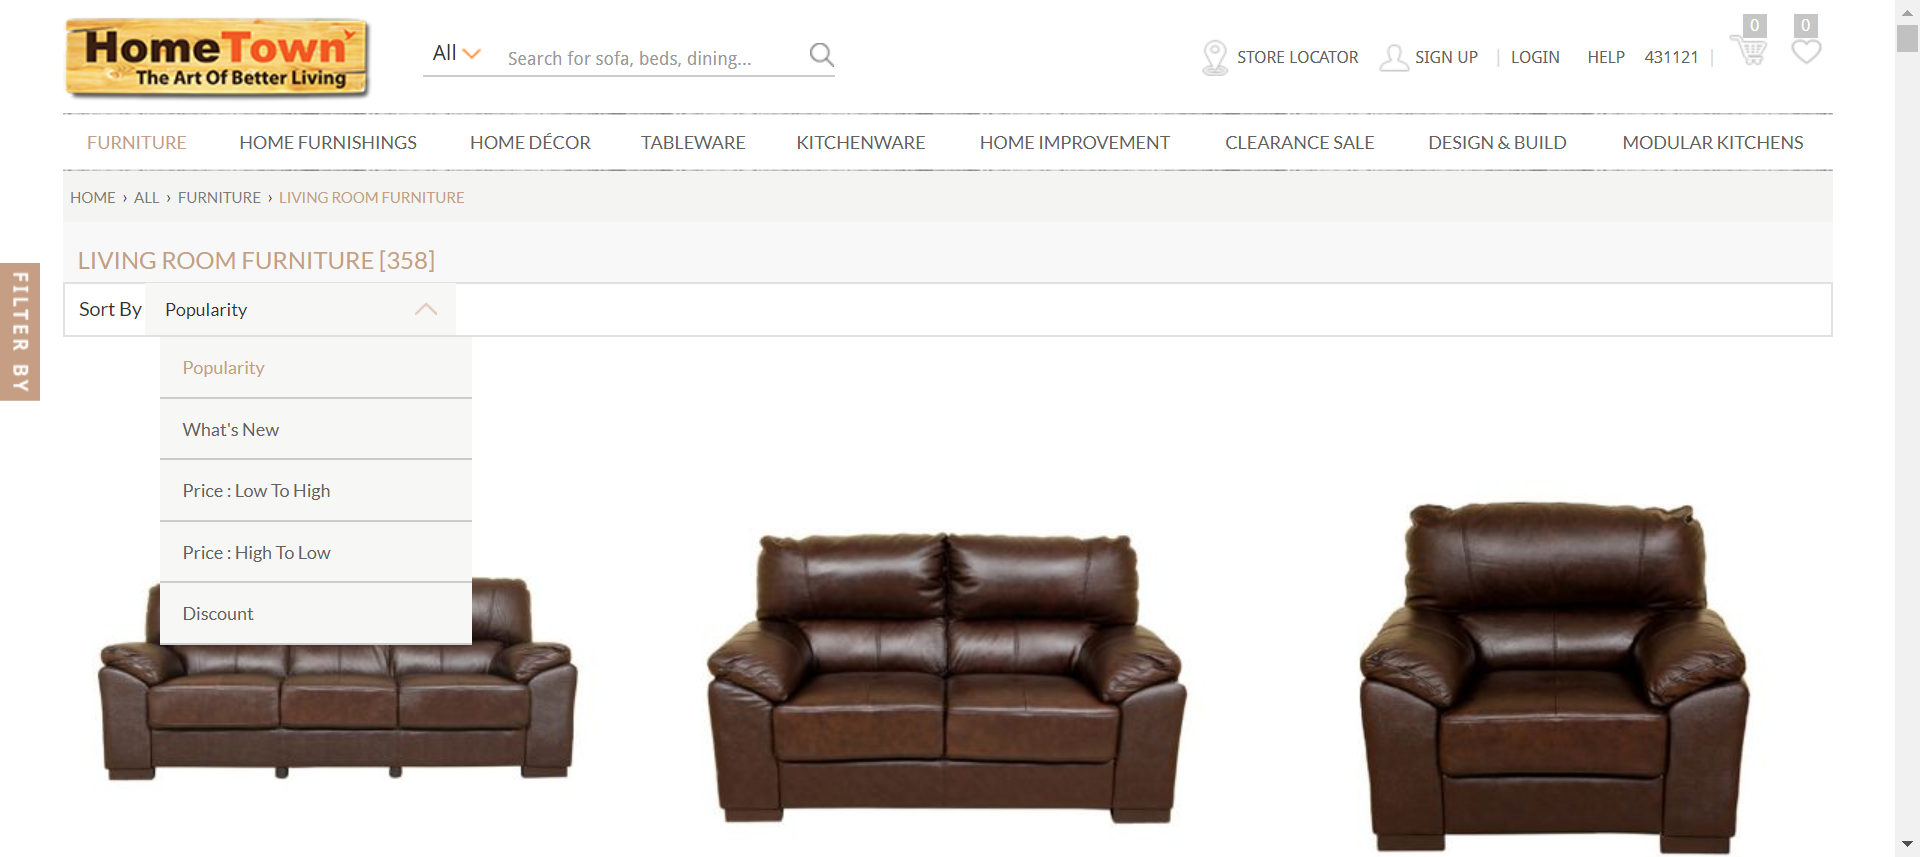 HomeTown
The Art Of Better Living
All
Search for sofa, beds, dining...
STORE LOCATOR
SIGN UP | LOGIN
HELP
431121 |
0
0
FURNITURE
HOME FURNISHINGS
HOME DÉCOR
TABLEWARE
KITCHENWARE
HOME IMPROVEMENT
CLEARANCE SALE
DESIGN & BUILD
MODULAR KITCHENS
HOME › ALL › FURNITURE › LIVING ROOM FURNITURE
LIVING ROOM FURNITURE [358]
FILTER BY
Sort By Popularity
Popularity
What's New
Price : Low To High
Price : High To Low
Discount